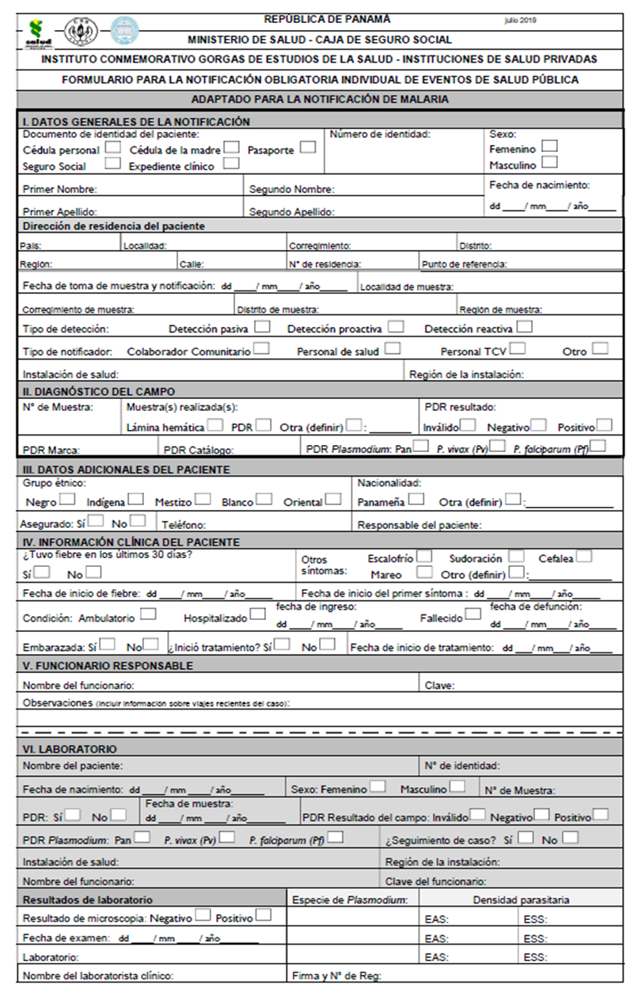 REPÚBLICA DE PANAMÁ julio 2019
salud
MINISTERIO DE SALUD - CAJA DE SEGURO SOCIAL
INSTITUTO CONMEMORATIVO GORGAS DE ESTUDIOS DE LA SALUD - INSTITUCIONES DE SALUD PRIVADAS
FORMULARIO PARA LA NOTIFICACIÓN OBLIGATORIA INDIVIDUAL DE EVENTOS DE SALUD PÚBLICA
ADAPTADO PARA LA NOTIFICACIÓN DE MALARIA
I. DATOS GENERALES DE LA NOTIFICACIÓN
Documento de identidad del paciente: Número de identidad: Sexo:
Cédula personal Cédula de la madre Pasaporte Femenino
Seguro Social Expediente clínico Masculino
Primer Nombre: Segundo Nombre: Fecha de nacimiento:
Primer Apellido: Segundo Apellido: dd ____/ mm____/ año_____
Dirección de residencia del paciente
País: Localidad: Corregimiento: Distrito:
Región: Calle: N° de residencia: Punto de referencia:
Fecha de toma de muestra y notificación: dd ____/ mm____/ año_____ Localidad de muestra:
Corregimiento de muestra: Distrito de muestra: Región de muestra:
Tipo de detección: Detección pasiva Detección proactiva Detección reactiva
Tipo de notificador: Colaborador Comunitario Personal de salud Personal TCV Otro
Instalación de salud: Región de la instalación:
II. DIAGNÓSTICO DEL CAMPO
N° de Muestra: Muestra(s) realizada(s): PDR resultado:
Lámina hemática PDR Otra (definir) : _______ Inválido Negativo Positivo
PDR Marca: PDR Catálogo: PDR Plasmodium: Pan P. vivax (Pv) P. falciparum (Pf)
III. DATOS ADICIONALES DEL PACIENTE
Grupo étnico: Nacionalidad:
Negro Indígena Mestizo Blanco Oriental Panameña Otra (definir) :______________
Asegurado: Sí No Teléfono: Responsable del paciente:
IV. INFORMACIÓN CLÍNICA DEL PACIENTE
¿Tuvo fiebre en los últimos 30 días? Otros síntomas: Escalofrío Sudoración Cefalea
Sí No Mareo Otro (definir) :_____________
Fecha de inicio de fiebre: dd ____/ mm____/ año_____ Fecha de inicio del primer síntoma : dd ____/ mm____/ año_____
Condición: Ambulatorio Hospitalizado fecha de ingreso: Fallecido fecha de defunción:
dd ____/ mm____/ año_____ dd ____/ mm____/ año_____
Embarazada: Sí No ¿Inició tratamiento? Sí No Fecha de inicio de tratamiento: dd ____/ mm____/ año_____
V. FUNCIONARIO RESPONSABLE
Nombre del funcionario: Clave:
Observaciones (incluir información sobre viajes recientes del caso):
VI. LABORATORIO
Nombre del paciente: N° de identidad:
Fecha de nacimiento: dd ____/ mm ____/ año______ Sexo: Femenino Masculino N° de Muestra:
PDR: Sí No Fecha de muestra: dd ____/ mm ____/ año______ PDR Resultado del campo: Inválido Negativo Positivo
PDR Plasmodium: Pan P. vivax (Pv) P. falciparum (Pf) ¿Seguimiento de caso? Sí No
Instalación de salud: Región de la instalación:
Nombre del funcionario: Clave del funcionario:
Resultados de laboratorio Especie de Plasmodium: Densidad parasitaria
Resultado de microscopia: Negativo Positivo EAS: ESS:
Fecha de examen: dd ____/ mm ____/ año_______ EAS: ESS:
Laboratorio: EAS: ESS:
Nombre del laboratorista clínico: Firma y N° de Reg: